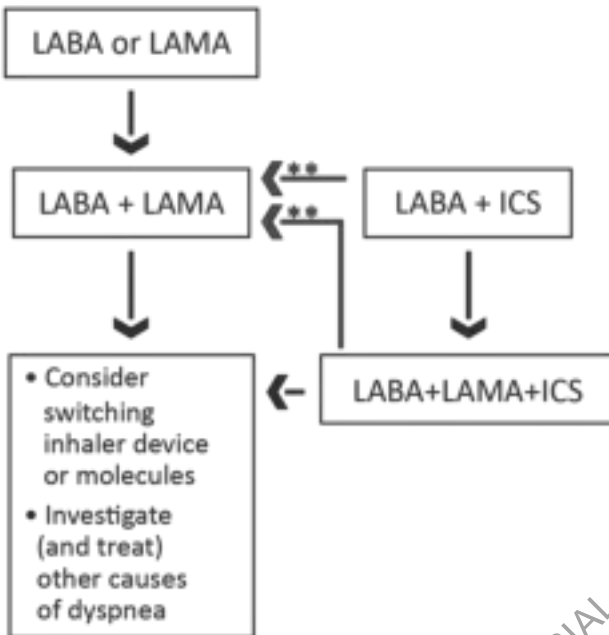 LABA or LAMA
LABA + LAMA
**
**
LABA + ICS
LABA+LAMA+ICS
• Consider
switching
inhaler device
or molecules
• Investigate
(and treat)
other causes
of dyspnea